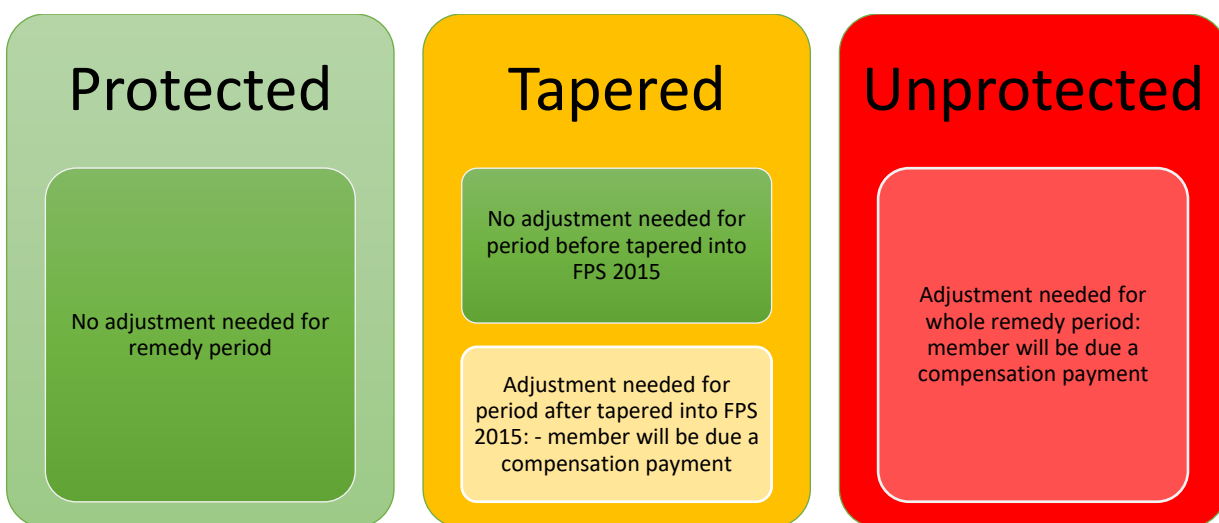 Protected
No adjustment needed for
remedy period
Tapered
No adjustment needed for
period before tapered into
FPS 2015
Adjustment needed for
period after tapered into FPS
2015: - member will be due a
compensation payment
Unprotected
Adjustment needed for
whole remedy period:
member will be due a
compensation payment